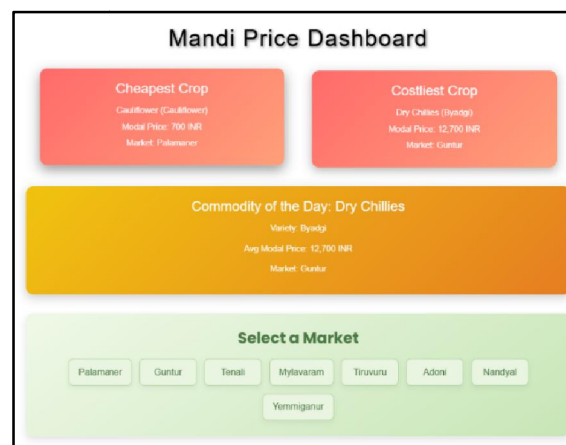 Mandi Price Dashboard
Cheapest Crop
Cauliflower (Cauliflower)
Modal Price: 700 INR
Market: Palamaner
Costliest Crop
Dry Chillies (Byadgi)
Modal Price: 12,700 INR
Market: Guntur
Commodity of the Day: Dry Chillies
Variety: Byadgi
Avg Modal Price: 12,700 INR
Market: Guntur
Select a Market
Palamaner Guntur Tenali Mylavaram Tiruvuru Adoni Nandyal
Yemmiganur